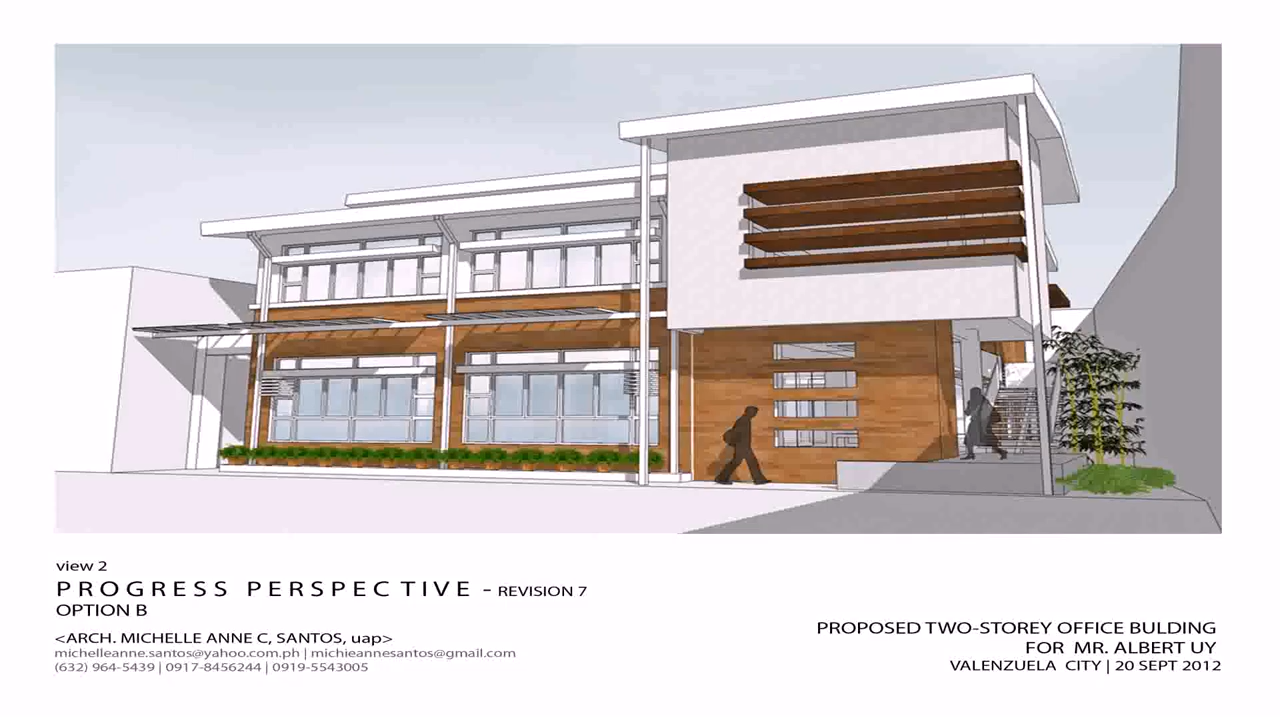 view 2
PROGRESS PERSPECTIVE - REVISION 7
OPTION B
<ARCH. MICHELLE ANNE C, SANTOS, uap>
michelleanne.santos@yahoo.com.ph | michieannesantos@gmail.com
(632) 964-5439 | 0917-8456244 | 0919-5543005
PROPOSED TWO-STOREY OFFICE BULDING
FOR MR. ALBERT UY
VALENZUELA CITY | 20 SEPT 2012